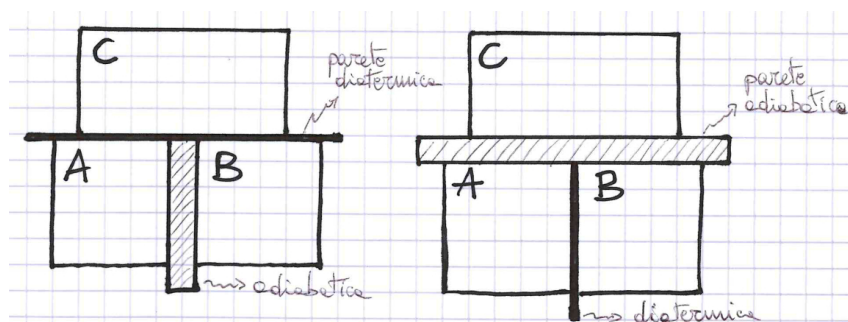 C
parete
diatermica
A
B
adiabatica
C
parete
adiabatica
A
B
diatermica